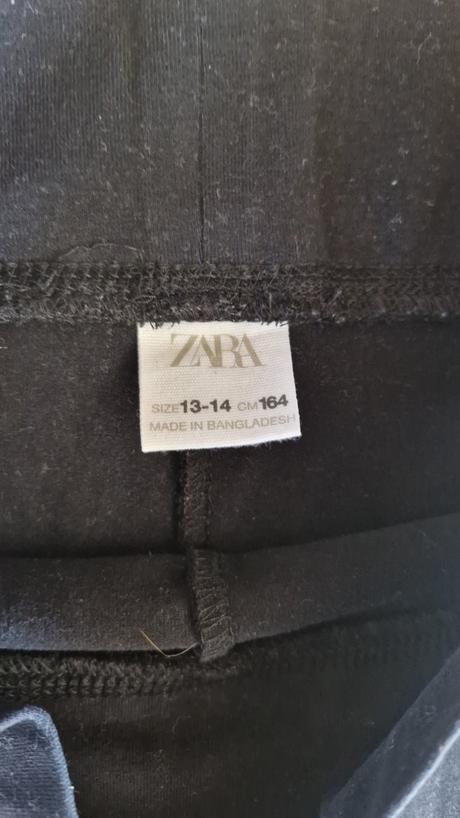 ZARA
SIZE 13-14 CM 164
MADE IN BANGLADESH